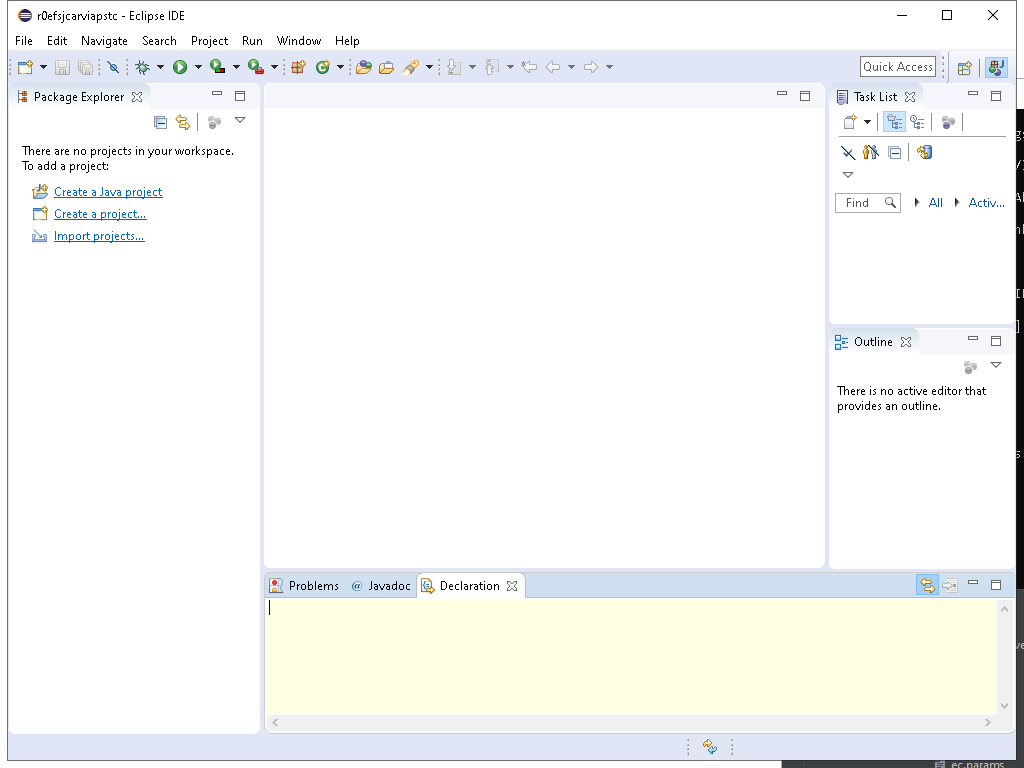 r0efsjcarviapstc - Eclipse IDE
File Edit Navigate Search Project Run Window Help
Quick Access
Package Explorer
There are no projects in your workspace.
To add a project:
Create a Java project
Create a project...
Import projects...
Task List
Find All Activ...
Outline
There is no active editor that
provides an outline.
Problems @ Javadoc Declaration
ec.params